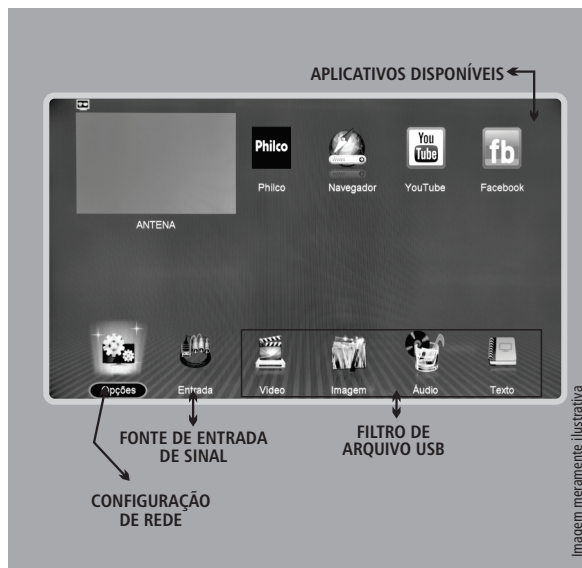 APLICATIVOS DISPONÍVEIS
Philco
You
Tube
fb
Philco
Navegador
YouTube
Facebook
ANTENA
Opções
Entrada
Vídeo
Imagem
Áudio
Texto
FONTE DE ENTRADA
DE SINAL
FILTRO DE
ARQUIVO USB
CONFIGURAÇÃO
DE REDE
Imagem meramente ilustrativa